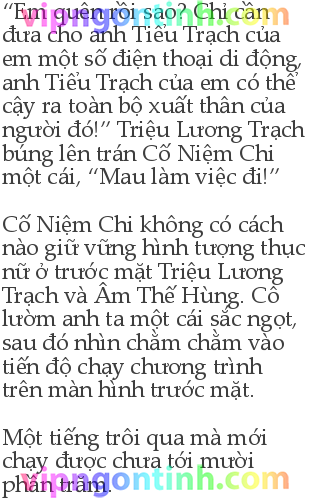 vipngontinh.com
“Em quên rồi sao? Chỉ cần
đưa cho anh Tiểu Trạch của
em một số điện thoại di động,
anh Tiểu Trạch của em có thể
cậy ra toàn bộ xuất thân của
người đó!” Triệu Lương Trạch
búng lên trán Cố Niệm Chi
một cái, “Mau làm việc đi!”
Cố Niệm Chi không có cách
nào giữ vững hình tượng thục
nữ ở trước mặt Triệu Lương
Trạch và Âm Thế Hùng. Cô
lườm anh ta một cái sắc ngọt,
sau đó nhìn chằm chằm vào
tiến độ chạy chương trình
trên màn hình trước mặt.
Một tiếng trôi qua mà mới
chạy được chưa tới mười
phần trăm.
vipngontinh.com